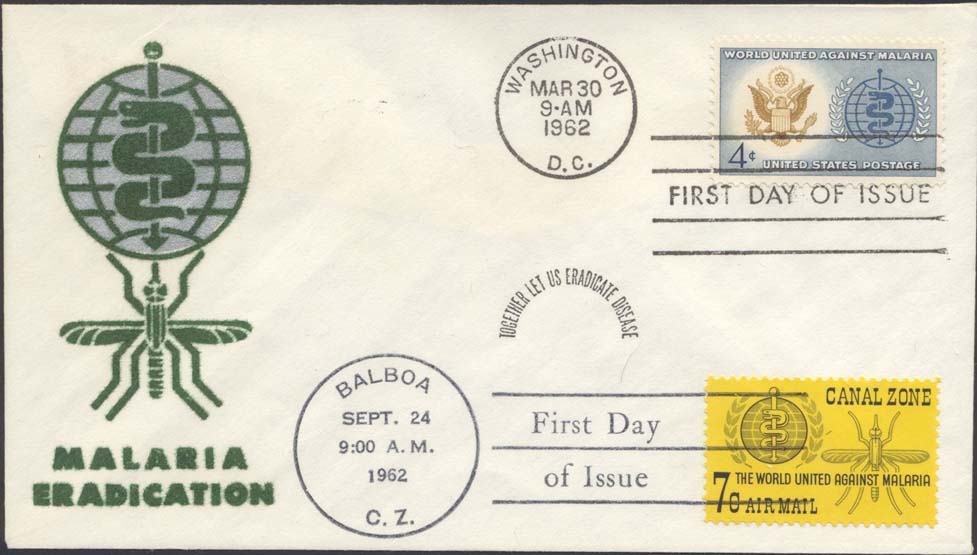 WASHINGTON
MAR 30
9-AM
1962
D.C.
WORLD UNITED AGAINST MALARIA
4¢
UNITED STATES POSTAGE
FIRST DAY OF ISSUE
TOGETHER LET US ERADICATE DISEASE
MALARIA
ERADICATION
BALBOA
SEPT. 24
9:00 A.M.
1962
C. Z.
First Day
of Issue
CANAL ZONE
THE WORLD UNITED AGAINST MALARIA
7c AIR MAIL